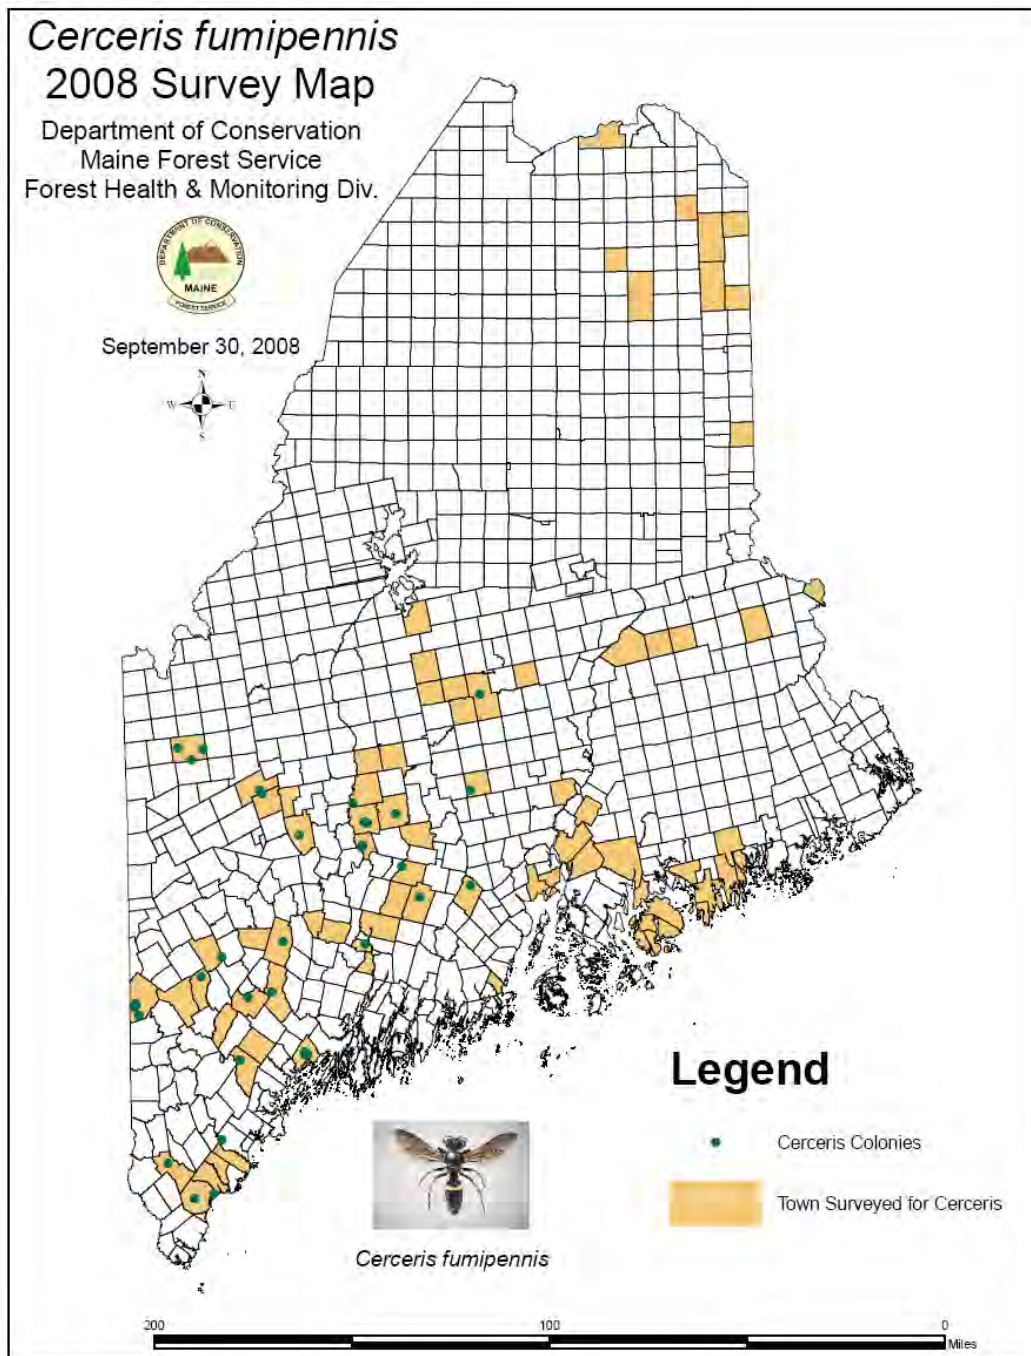 Cerceris fumipennis
2008 Survey Map
Department of Conservation
Maine Forest Service
Forest Health & Monitoring Div.
DEPARTMENT OF CONSERVATION
MAINE
FOREST SERVICE
September 30, 2008
N
W E
S
Legend
Cerceris Colonies
Town Surveyed for Cerceris
Cerceris fumipennis
200 100 0
Miles